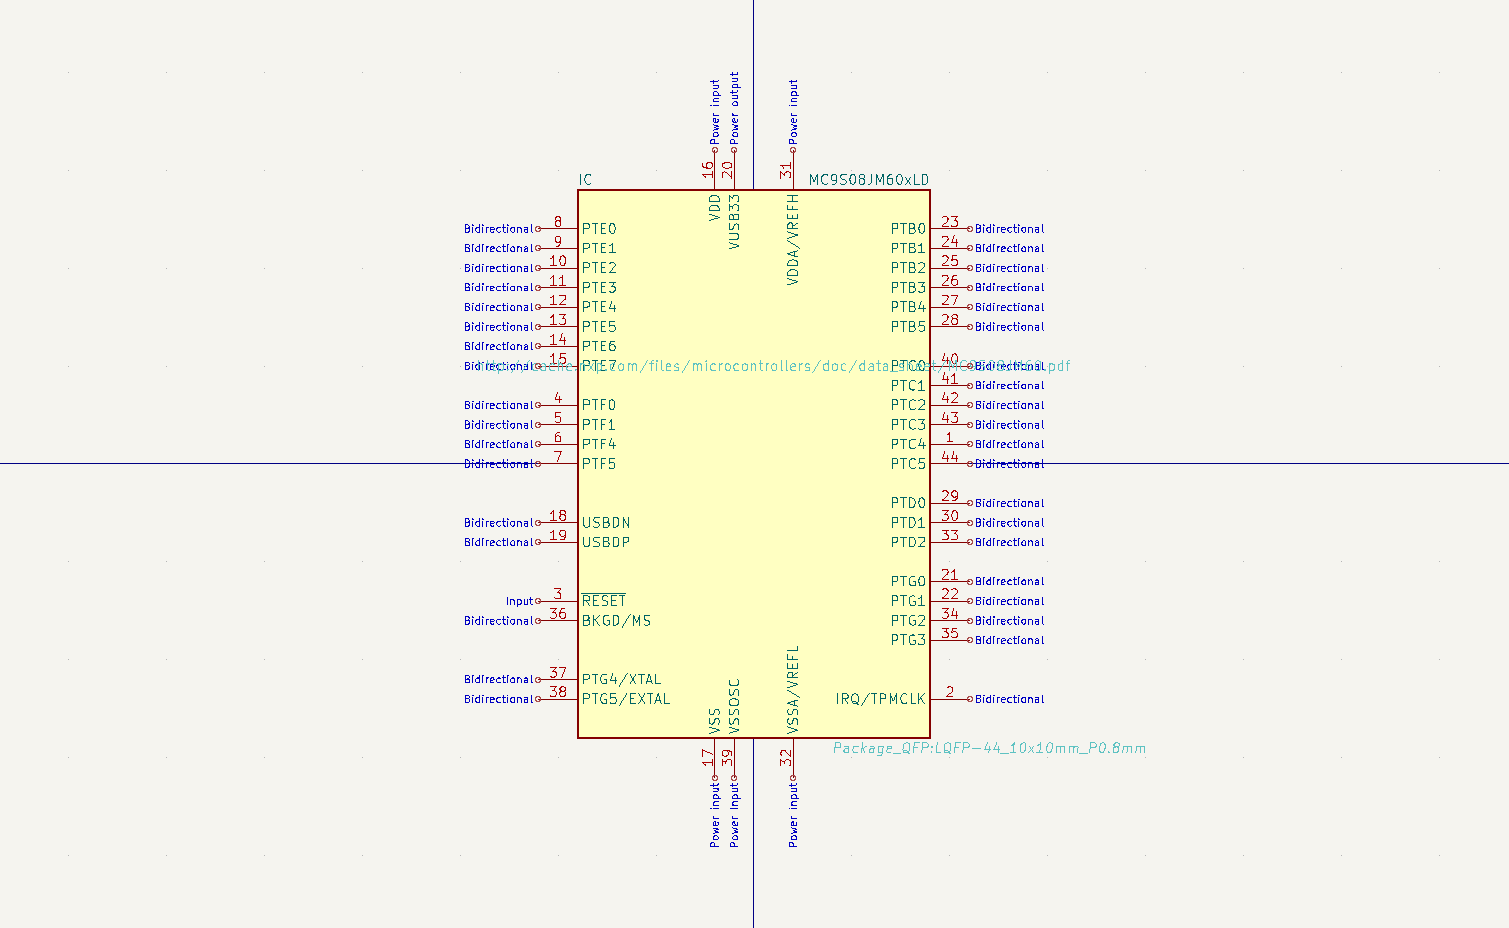 Power input
Power output
Power input
16
20
31
IC
MC9S08JM60xLD
VDD
VUSB33
VDDA/VREFH
Bidirectional 8 PTE0
PTB0 23 Bidirectional
Bidirectional 9 PTE1
PTB1 24 Bidirectional
Bidirectional 10 PTE2
PTB2 25 Bidirectional
Bidirectional 11 PTE3
PTB3 26 Bidirectional
Bidirectional 12 PTE4
PTB4 27 Bidirectional
Bidirectional 13 PTE5
PTB5 28 Bidirectional
Bidirectional 14 PTE6
Bidirectional 15 PTE7
http://cache.nxp.com/files/microcontrollers/doc/data_sheet/MC9S08JM60.pdf
PTC0 40 Bidirectional
PTC1 41 Bidirectional
Bidirectional 4 PTF0
PTC2 42 Bidirectional
Bidirectional 5 PTF1
PTC3 43 Bidirectional
Bidirectional 6 PTF4
PTC4 1 Bidirectional
Bidirectional 7 PTF5
PTC5 44 Bidirectional
PTD0 29 Bidirectional
Bidirectional 18 USBDN
PTD1 30 Bidirectional
Bidirectional 19 USBDP
PTD2 33 Bidirectional
PTG0 21 Bidirectional
Input 3 RESET
PTG1 22 Bidirectional
Bidirectional 36 BKGD/MS
PTG2 34 Bidirectional
PTG3 35 Bidirectional
Bidirectional 37 PTG4/XTAL
Bidirectional 38 PTG5/EXTAL
IRQ/TPMCLK 2 Bidirectional
VSS
VSSOSC
VSSA/VREFL
17
39
32
Package_QFP:LQFP-44_10x10mm_P0.8mm
Power input
Power input
Power input